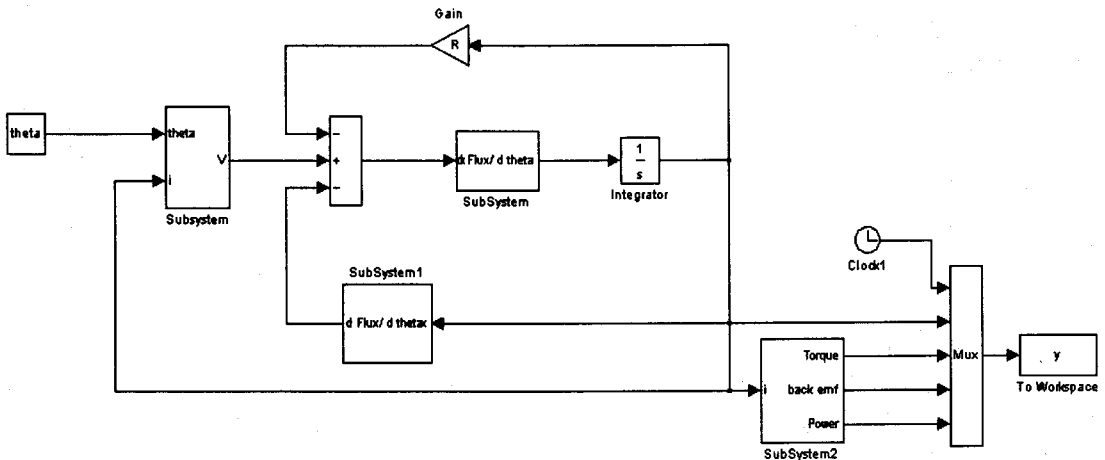 Gain
R
theta
theta
V
i
Subsystem
−
+
−
d Flux/ d theta
SubSystem
1
s
Integrator
SubSystem1
d Flux/ d theta
Clock1
Torque
i
back emf
Power
SubSystem2
Mux
y
To Workspace